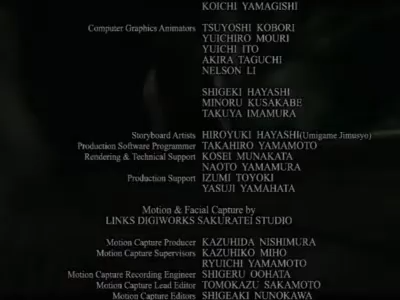 KOICHI YAMAGISHI
Computer Graphics Animators TSUYOSHI KOBORI
YUICHIRO MOURI
YUICHI ITO
AKIRA TAGUCHI
NELSON LI
SHIGEKI HAYASHI
MINORU KUSAKABE
TAKUYA IMAMURA
Storyboard Artists HIROYUKI HAYASHI(Umigame Jimusyo)
Production Software Programmer TAKAHIRO YAMAMOTO
Rendering & Technical Support KOSEI MUNAKATA
NAOTO YAMAMURA
Production Support IZUMI TOYOKI
YASUJI YAMAHATA
Motion & Facial Capture by
LINKS DIGIWORKS SAKURATEI STUDIO
Motion Capture Producer KAZUHIDA NISHIMURA
Motion Capture Supervisors KAZUHIKO MIHO
RYUICHI YAMAMOTO
Motion Capture Recording Engineer SHIGERU OOHATA
Motion Capture Lead Editor TOMOKAZU SAKAMOTO
Motion Capture Editors SHIGEAKI NUNOKAWA